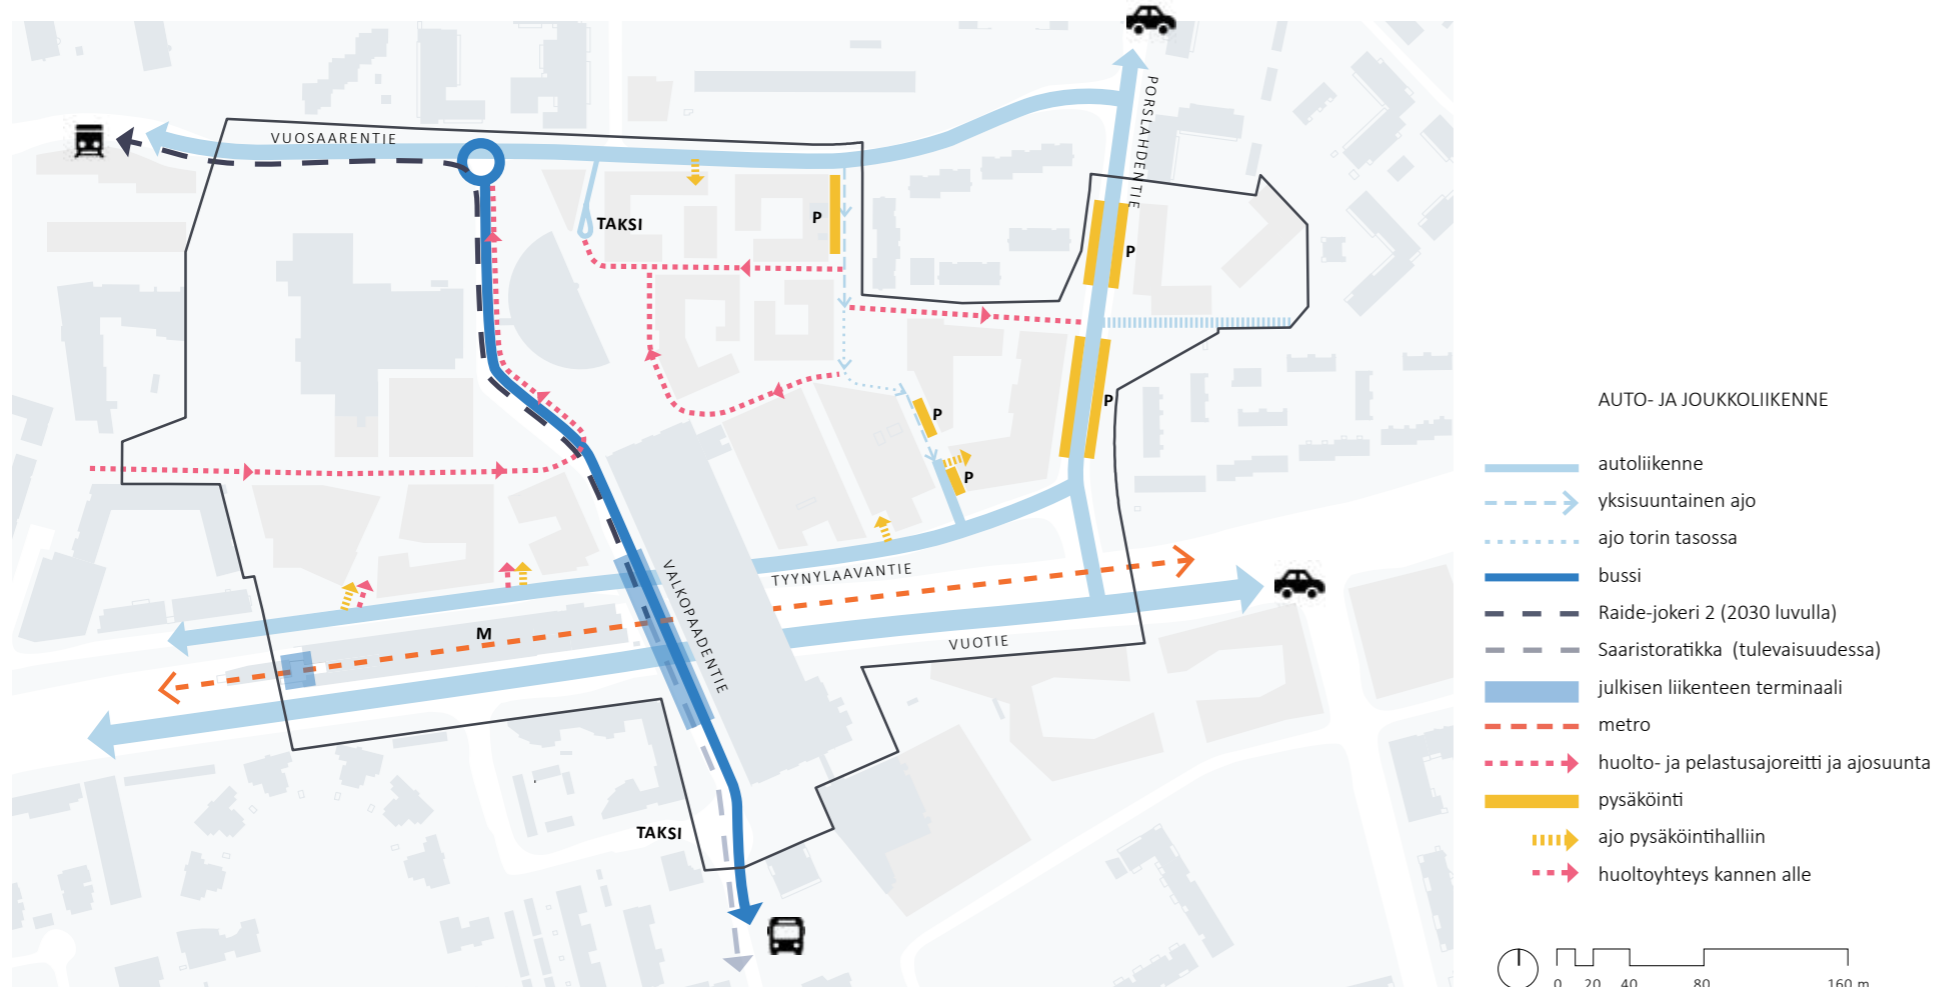 VUOSAARENTIE
PORSLAHDENTIE
TAKSI
P
P
P
P
P
TYYNYLAAVANTIE
VALKOPAADENTIE
M
VUOTIE
TAKSI
AUTO- JA JOUKKOLIIKENNE
autoliikenne
yksisuuntainen ajo
ajo torin tasossa
bussi
Raide-jokeri 2 (2030 luvulla)
Saaristoratikka (tulevaisuudessa)
julkisen liikenteen terminaali
metro
huolto- ja pelastusajoreitti ja ajosuunta
pysäköinti
ajo pysäköintihalliin
huoltoyhteys kannen alle
0 20 40 80 160 m